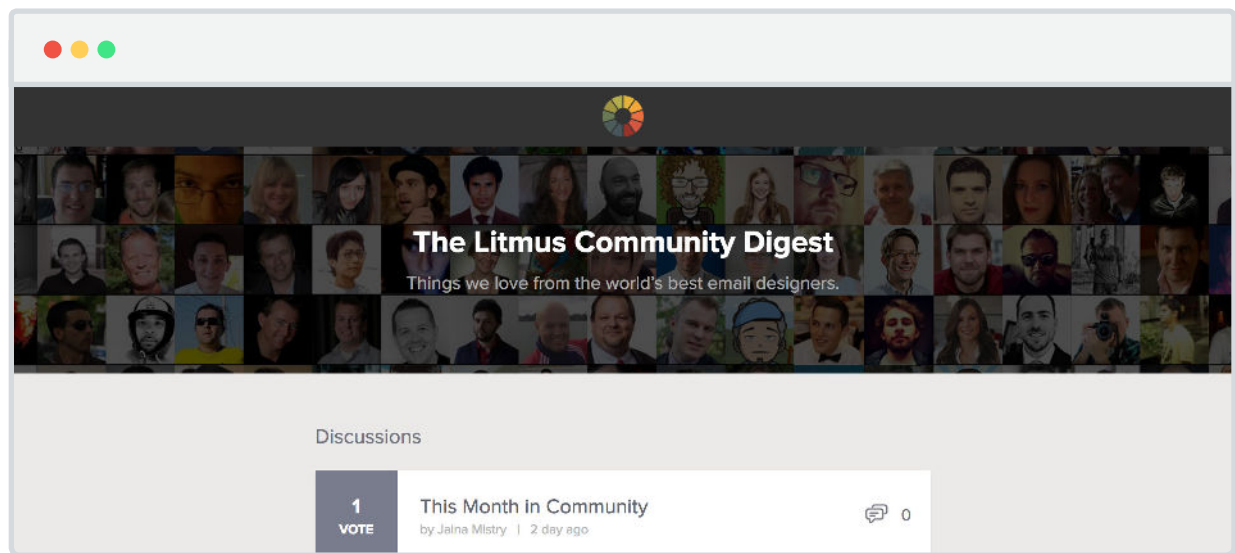 The Litmus Community Digest
Things we love from the world's best email designers.
Discussions
1
VOTE
This Month in Community
by Jaina Mistry | 2 day ago
0